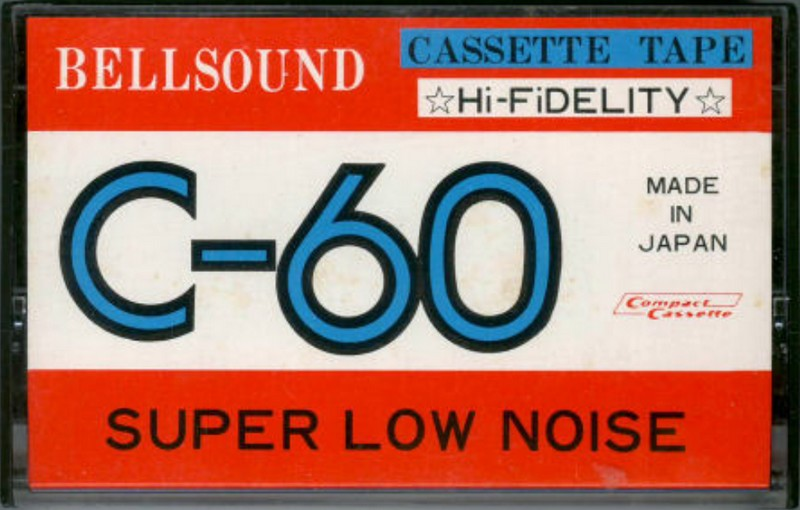 BELLSOUND
CASSETTE TAPE
☆Hi-FiDELITY☆
C-60
MADE
IN
JAPAN
Compact
Cassette
SUPER LOW NOISE